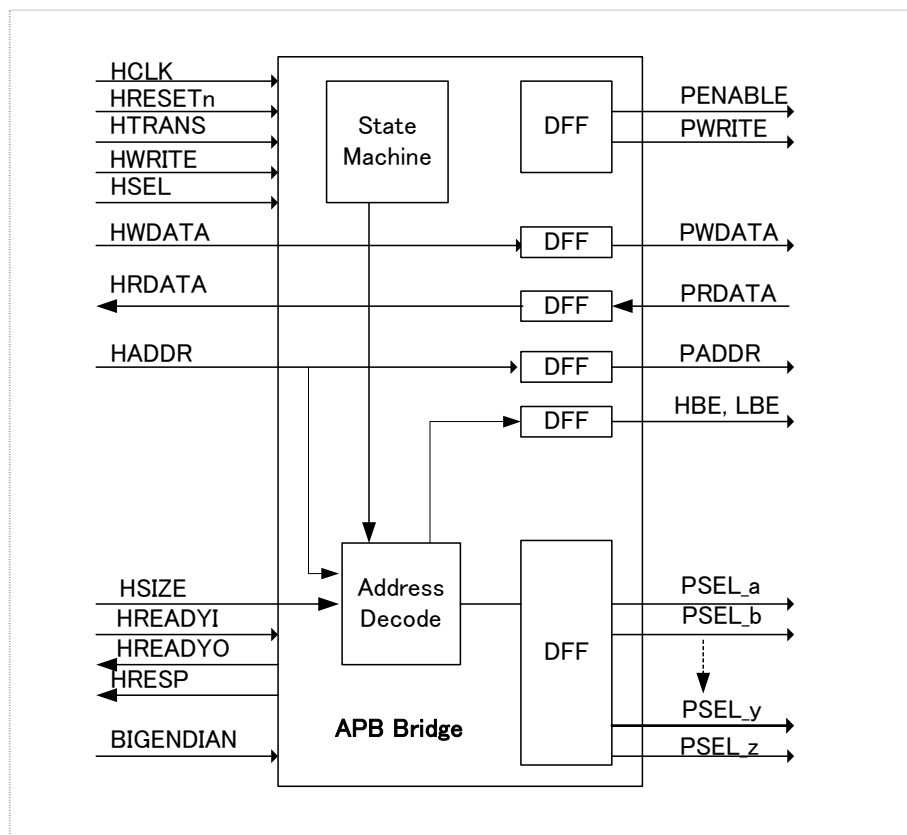 HCLK
HRESETn
HTRANS
HWRITE
HSEL
HWDATA
HRDATA
HADDR
HSIZE
HREADYI
HREADYO
HRESP
BIGENDIAN
State
Machine
Address
Decode
APB Bridge
DFF
DFF
DFF
DFF
DFF
DFF
PENABLE
PWRITE
PWDATA
PRDATA
PADDR
HBE, LBE
PSEL_a
PSEL_b
PSEL_y
PSEL_z